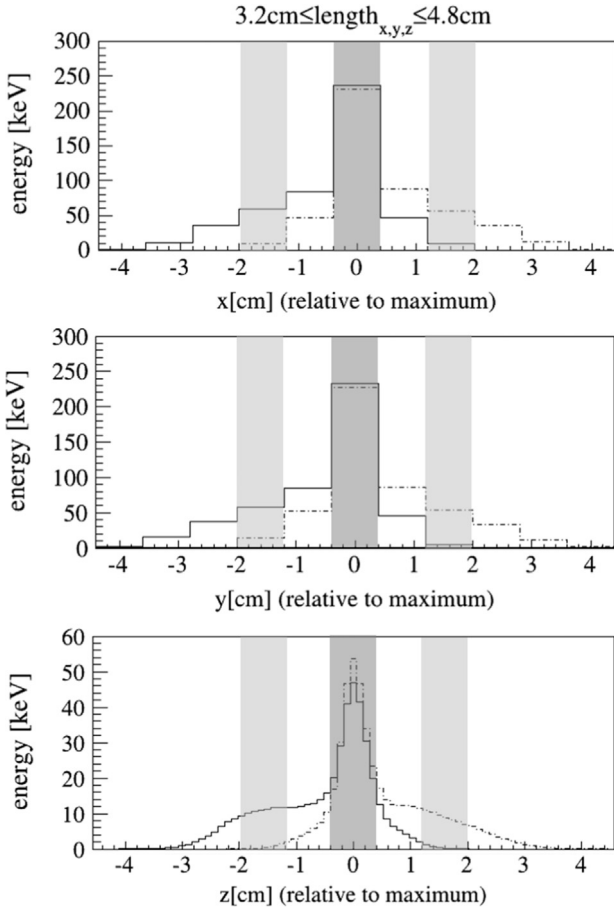 3.2cm≤length_x,y,z≤4.8cm
300
250
200
150
100
50
0
energy [keV]
-4 -3 -2 -1 0 1 2 3 4
x[cm] (relative to maximum)
300
250
200
150
100
50
0
energy [keV]
-4 -3 -2 -1 0 1 2 3 4
y[cm] (relative to maximum)
60
50
40
30
20
10
0
energy [keV]
-4 -3 -2 -1 0 1 2 3 4
z[cm] (relative to maximum)